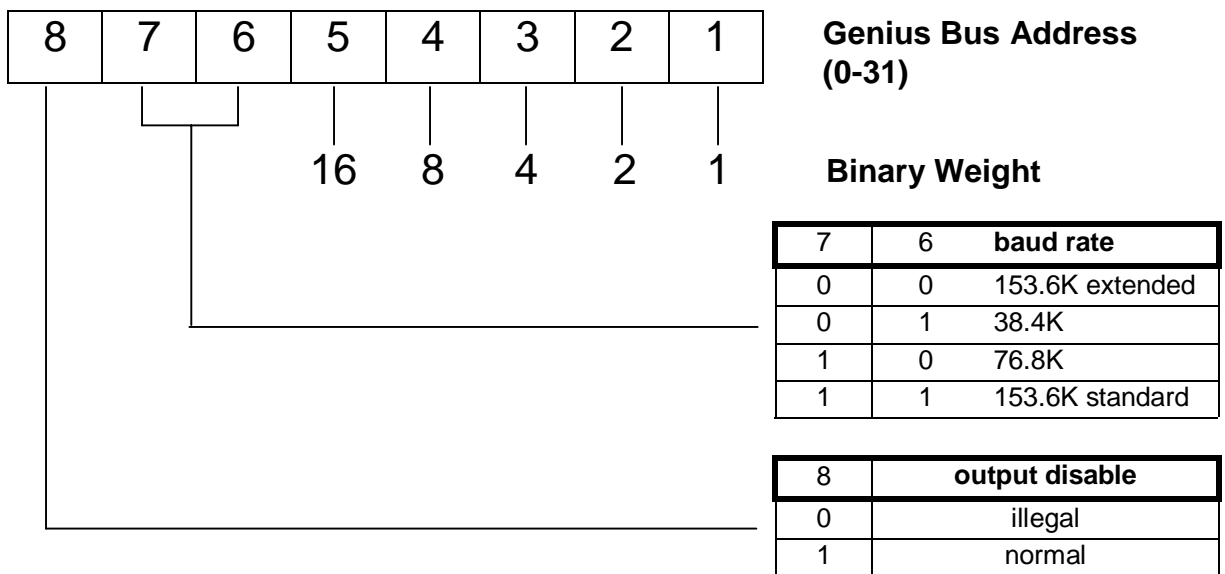 8 7 6 5 4 3 2 1
Genius Bus Address
(0-31)
16 8 4 2 1
Binary Weight
7 6 baud rate
0 0 153.6K extended
0 1 38.4K
1 0 76.8K
1 1 153.6K standard
8 output disable
0 illegal
1 normal